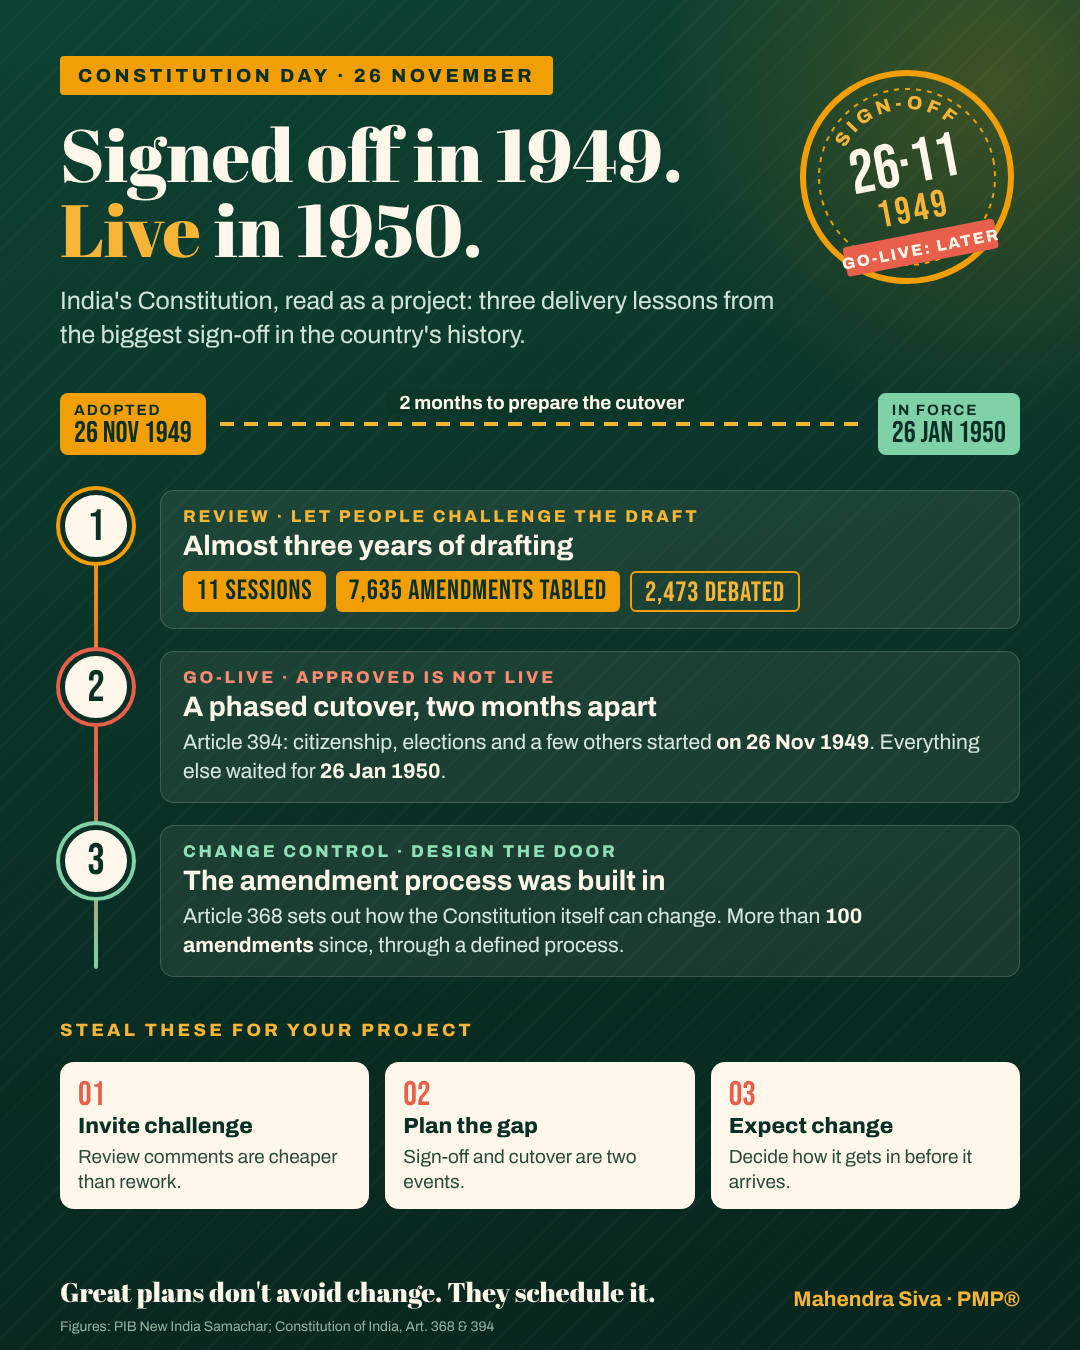 CONSTITUTION DAY · 26 NOVEMBER
Signed off in 1949.
Live in 1950.
India's Constitution, read as a project: three delivery lessons from
the biggest sign-off in the country's history.
SIGN-OFF
26·11
1949
GO-LIVE: LATER
ADOPTED
26 NOV 1949
2 months to prepare the cutover
IN FORCE
26 JAN 1950
1
REVIEW · LET PEOPLE CHALLENGE THE DRAFT
Almost three years of drafting
11 SESSIONS
7,635 AMENDMENTS TABLED
2,473 DEBATED
2
GO-LIVE · APPROVED IS NOT LIVE
A phased cutover, two months apart
Article 394: citizenship, elections and a few others started on 26 Nov 1949. Everything
else waited for 26 Jan 1950.
3
CHANGE CONTROL · DESIGN THE DOOR
The amendment process was built in
Article 368 sets out how the Constitution itself can change. More than 100
amendments since, through a defined process.
STEAL THESE FOR YOUR PROJECT
01
Invite challenge
Review comments are cheaper
than rework.
02
Plan the gap
Sign-off and cutover are two
events.
03
Expect change
Decide how it gets in before it
arrives.
Great plans don't avoid change. They schedule it.
Mahendra Siva · PMP®
Figures: PIB New India Samachar; Constitution of India, Art. 368 & 394